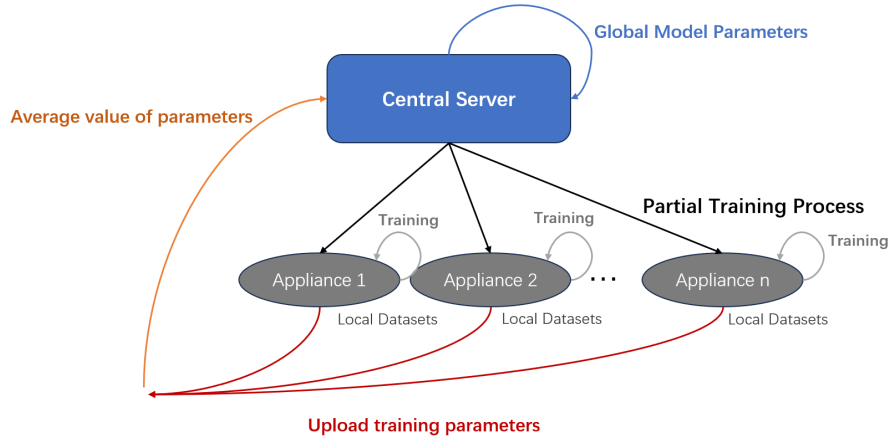 Global Model Parameters
Central Server
Average value of parameters
Partial Training Process
Training
Training
Training
Appliance 1
Appliance 2
...
Appliance n
Local Datasets
Local Datasets
Local Datasets
Upload training parameters